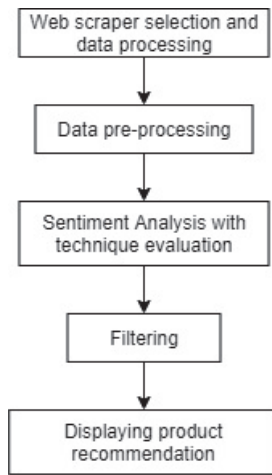 Web scraper selection and
data processing
Data pre-processing
Sentiment Analysis with
technique evaluation
Filtering
Displaying product
recommendation